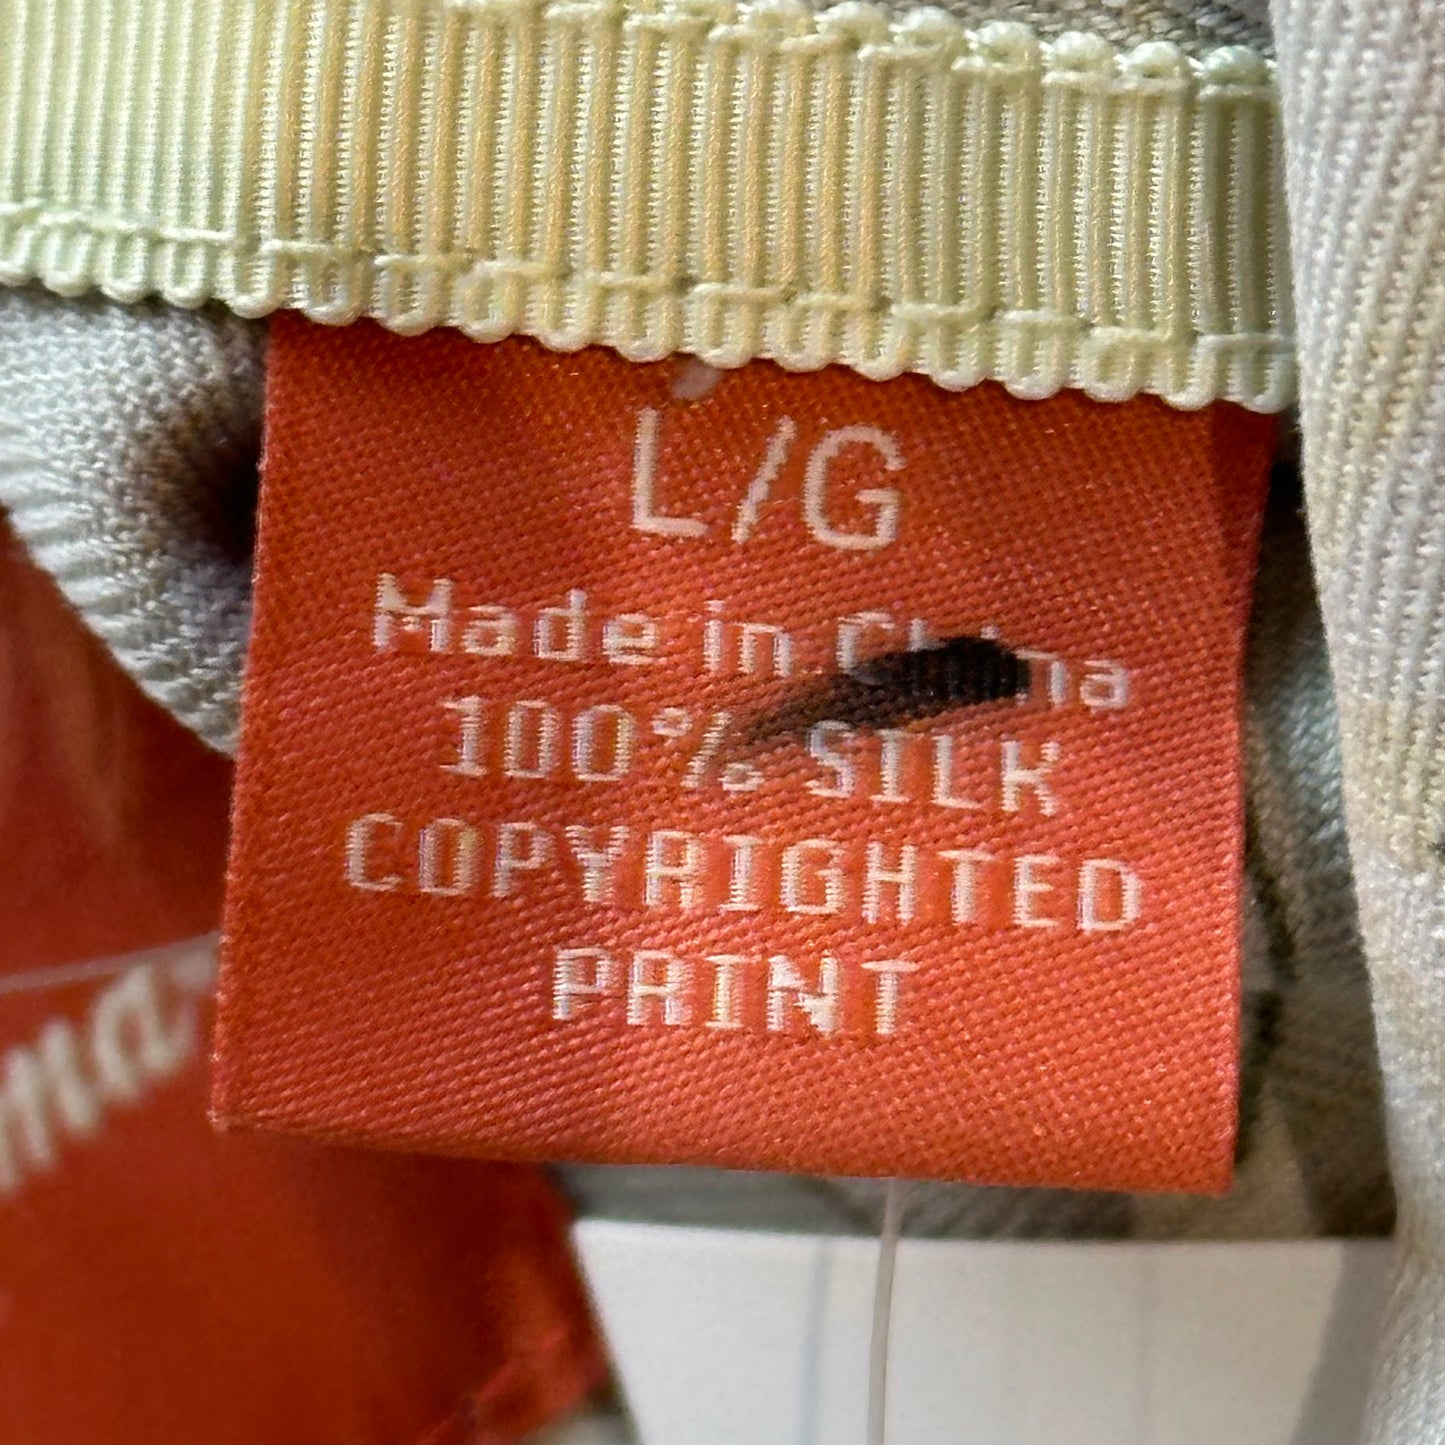 L/G
Made in China
100% SILK
COPYRIGHTED
PRINT